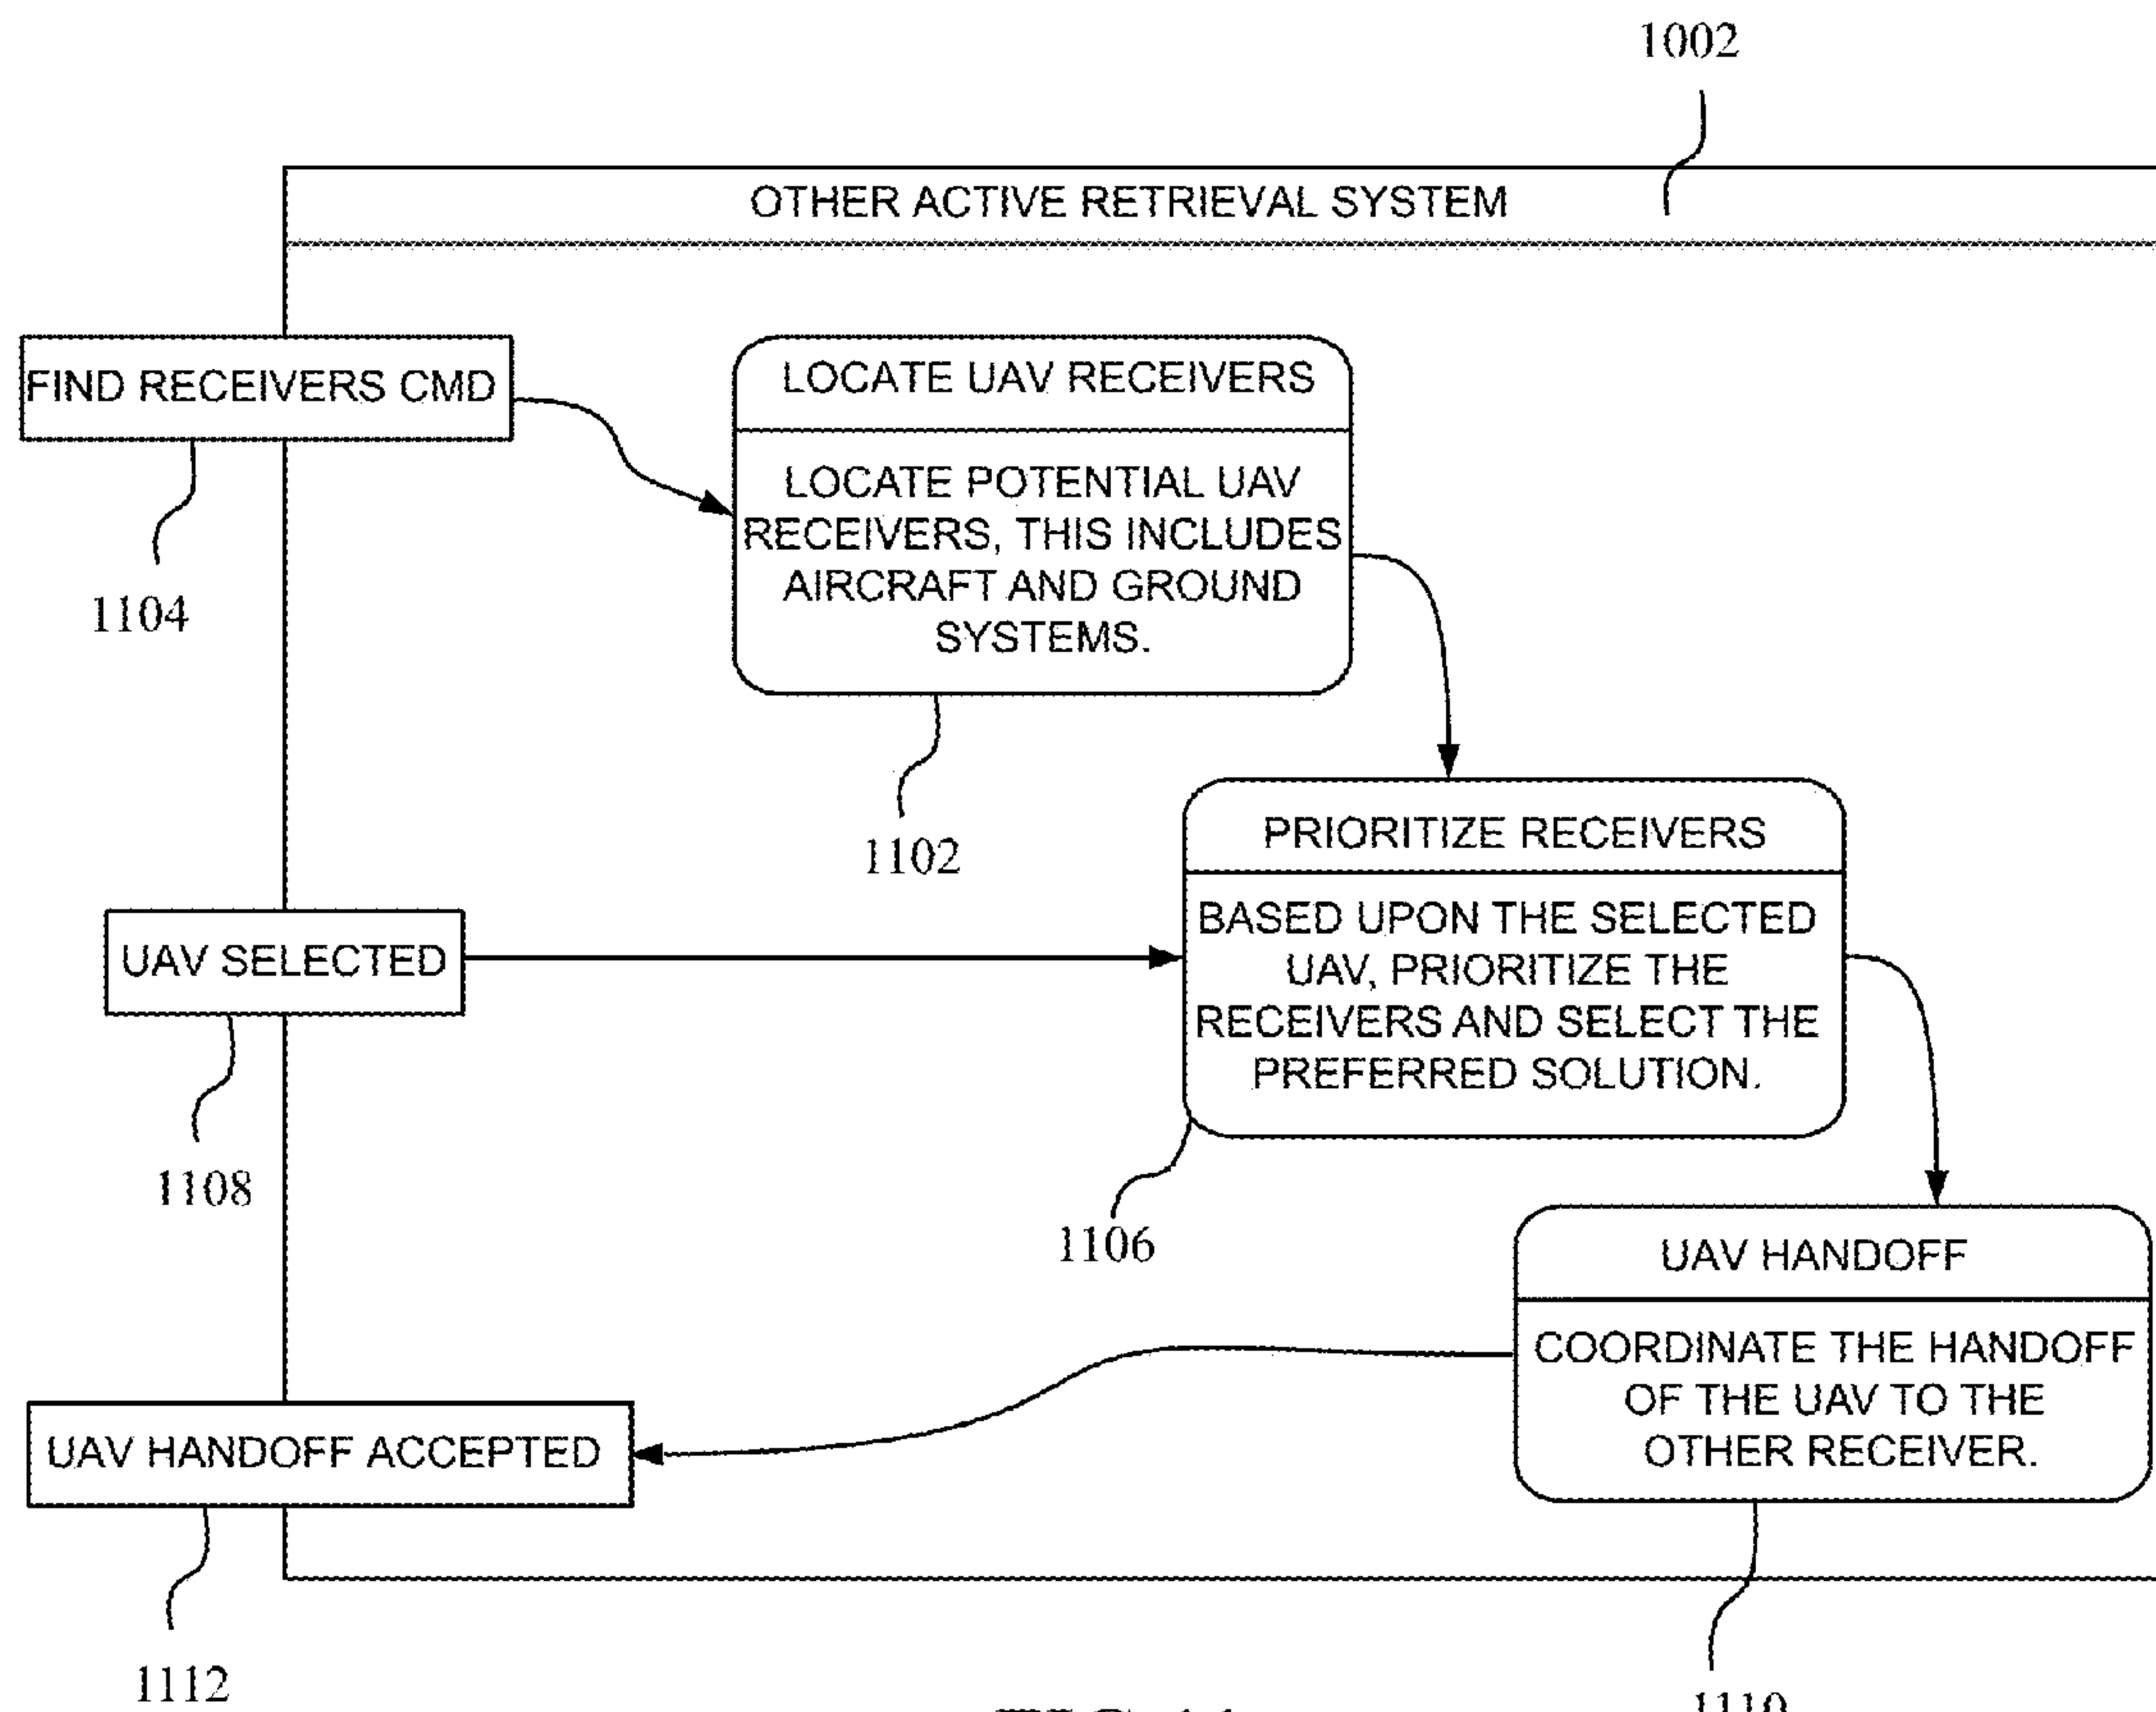 1002
OTHER ACTIVE RETRIEVAL SYSTEM
FIND RECEIVERS CMD
1104
LOCATE UAV RECEIVERS
LOCATE POTENTIAL UAV
RECEIVERS, THIS INCLUDES
AIRCRAFT AND GROUND
SYSTEMS.
1102
PRIORITIZE RECEIVERS
BASED UPON THE SELECTED
UAV, PRIORITIZE THE
RECEIVERS AND SELECT THE
PREFERRED SOLUTION.
1106
UAV SELECTED
1108
UAV HANDOFF
COORDINATE THE HANDOFF
OF THE UAV TO THE
OTHER RECEIVER.
1110
UAV HANDOFF ACCEPTED
1112